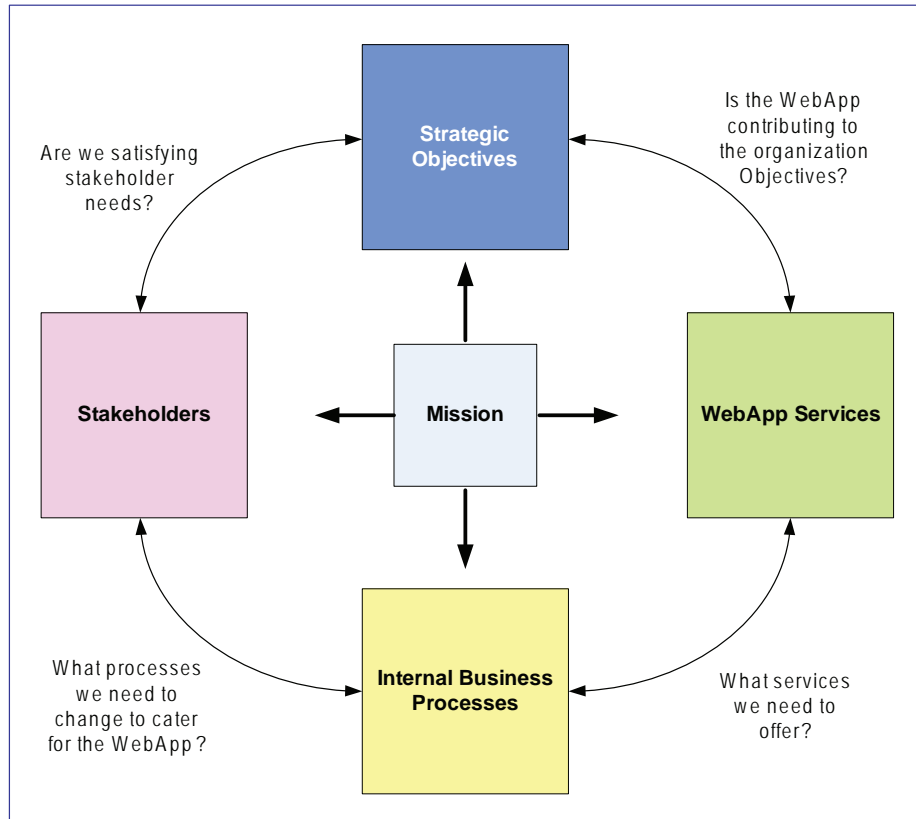 Strategic
Objectives
Is the WebApp
contributing to
the organization
Objectives?
Are we satisfying
stakeholder
needs?
Stakeholders
Mission
WebApp Services
Internal Business
Processes
What processes
we need to
change to cater
for the WebApp?
What services
we need to
offer?